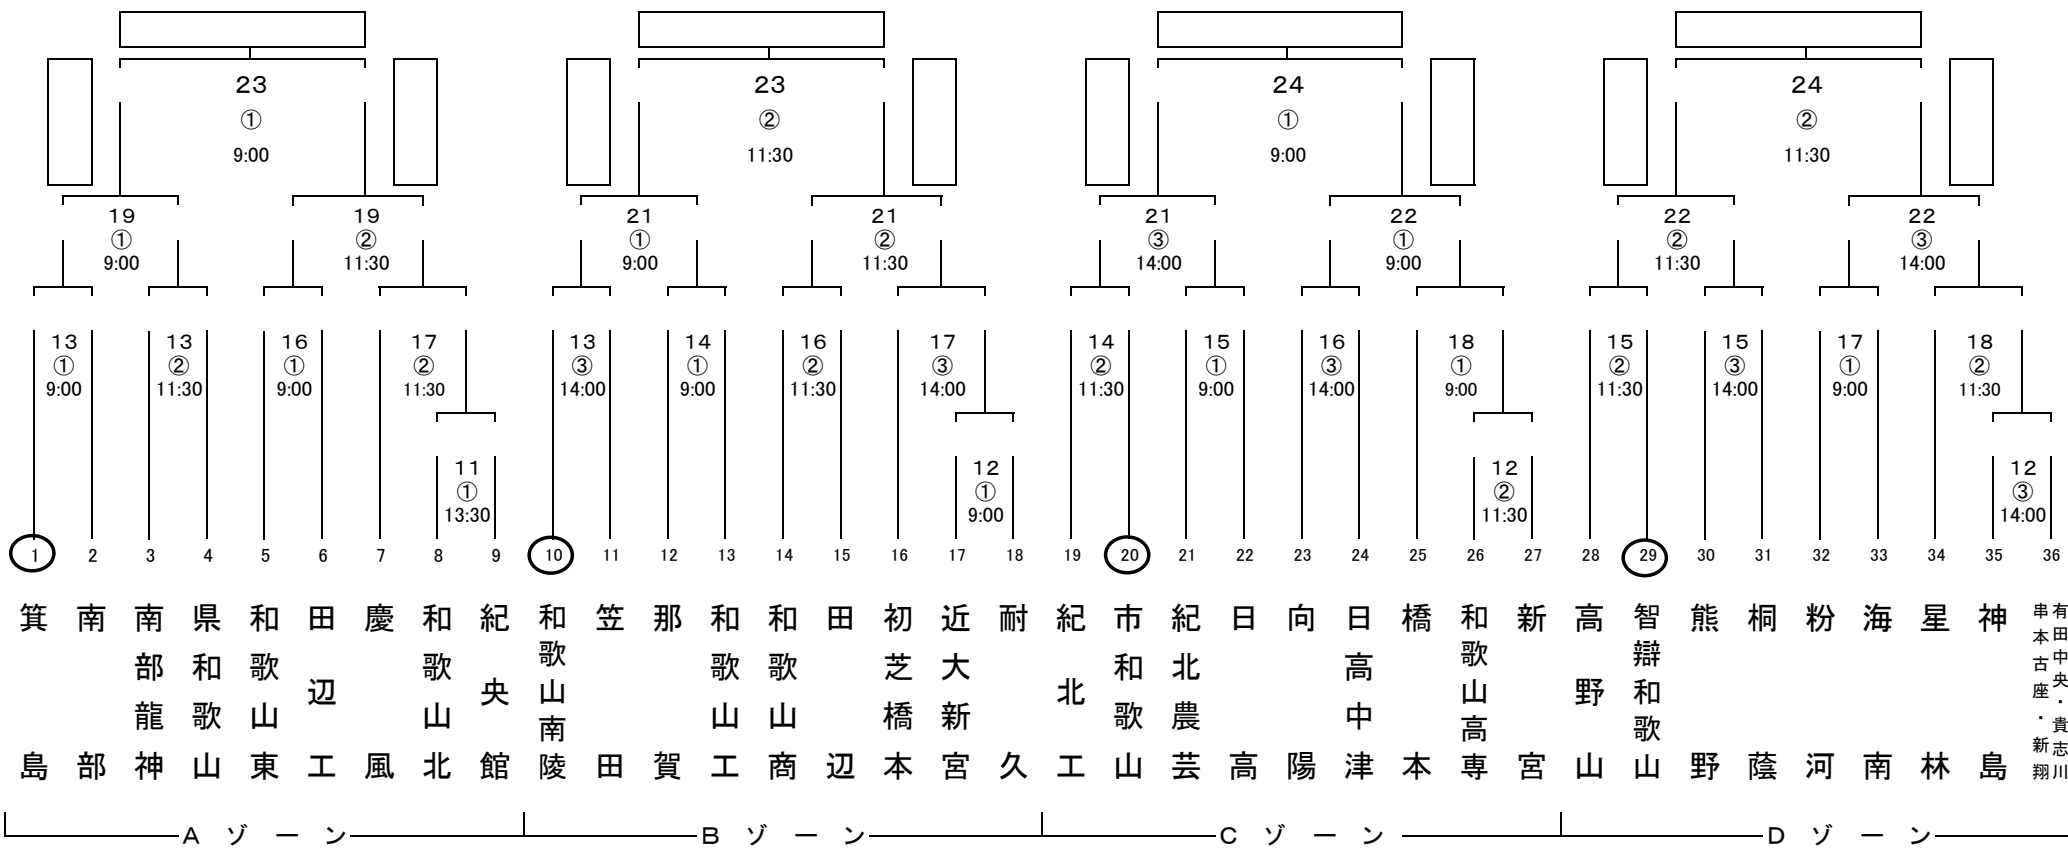 23 23 24 24
① ② ① ②
9:00 11:30 9:00 11:30
19 19 21 21 21 22 22 22
① ② ① ② ③ ① ② ③
9:00 11:30 9:00 11:30 14:00 9:00 11:30 14:00
13 13 16 17 13 14 16 17 14 15 16 18 15 15 17 18
① ② ① ② ③ ① ② ③ ② ① ③ ① ② ③ ① ②
9:00 11:30 9:00 11:30 14:00 9:00 11:30 14:00 11:30 9:00 14:00 9:00 11:30 14:00 9:00 11:30
11 12 12 12
① ① ② ③
13:30 9:00 11:30 14:00
1 2 3 4 5 6 7 8 9 10 11 12 13 14 15 16 17 18 19 20 21 22 23 24 25 26 27 28 29 30 31 32 33 34 35 36
箕島
南部
南部龍神
県和歌山
和歌山東
田辺工
慶風
和歌山北
紀央館
和歌山南陵
笠田
那賀
和歌山工
和歌山商
田辺
初芝橋本
近大新宮
耐久
紀北工
市和歌山
紀北農芸
日高
向陽
日高中津
橋本
和歌山高専
新宮
高野山
智辯和歌山
熊野
桐蔭
粉河
海南
星林
神島
有田中央・貴志川
串本古座・新翔
Aゾーン
Bゾーン
Cゾーン
Dゾーン